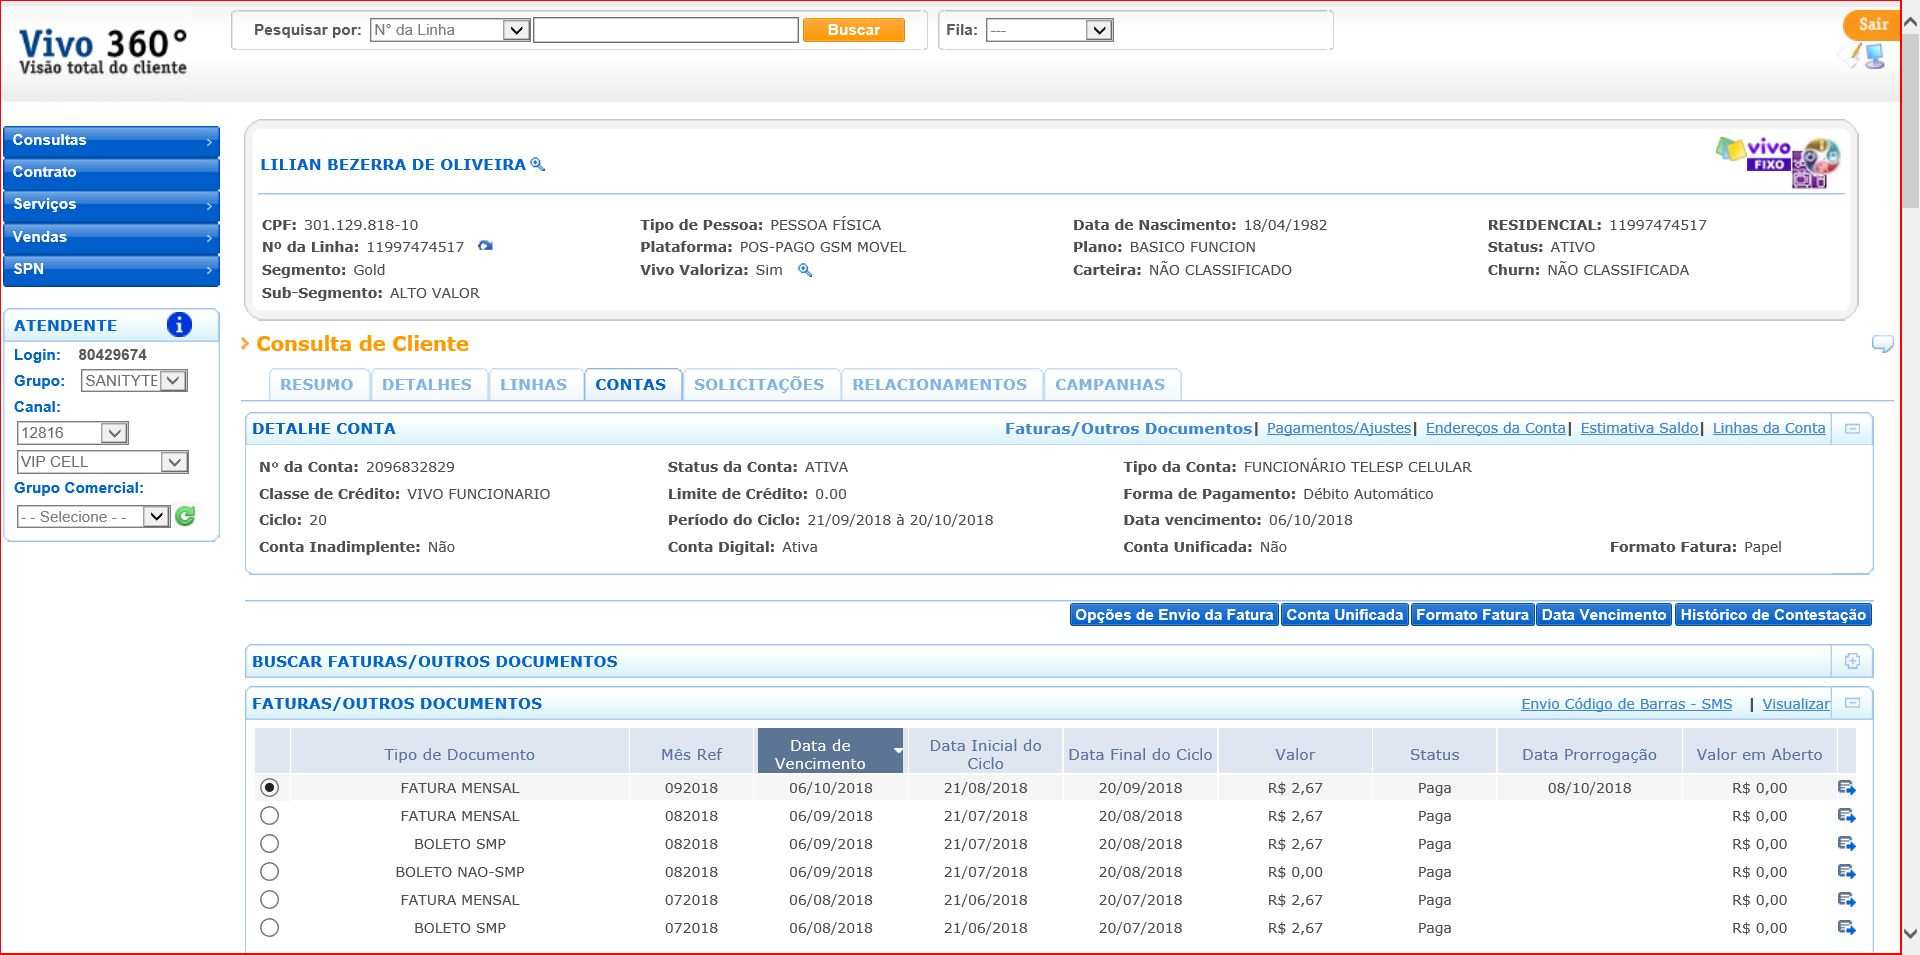 Vivo 360°
Visão total do cliente
Pesquisar por: N° da Linha Buscar Fila: --- Sair
Consultas
Contrato
Serviços
Vendas
SPN
ATENDENTE
Login: 80429674
Grupo: SANITYTE
Canal:
12816
VIP CELL
Grupo Comercial:
- - Selecione - -
LILIAN BEZERRA DE OLIVEIRA
vivo
FIXO
CPF: 301.129.818-10 Tipo de Pessoa: PESSOA FÍSICA Data de Nascimento: 18/04/1982 RESIDENCIAL: 11997474517
Nº da Linha: 11997474517 Plataforma: POS-PAGO GSM MOVEL Plano: BASICO FUNCION Status: ATIVO
Segmento: Gold Vivo Valoriza: Sim Carteira: NÃO CLASSIFICADO Churn: NÃO CLASSIFICADA
Sub-Segmento: ALTO VALOR
Consulta de Cliente
RESUMO DETALHES LINHAS CONTAS SOLICITAÇÕES RELACIONAMENTOS CAMPANHAS
DETALHE CONTA Faturas/Outros Documentos| Pagamentos/Ajustes| Endereços da Conta| Estimativa Saldo| Linhas da Conta
Nº da Conta: 2096832829 Status da Conta: ATIVA Tipo da Conta: FUNCIONÁRIO TELESP CELULAR
Classe de Crédito: VIVO FUNCIONARIO Limite de Crédito: 0.00 Forma de Pagamento: Débito Automático
Ciclo: 20 Período do Ciclo: 21/09/2018 à 20/10/2018 Data vencimento: 06/10/2018
Conta Inadimplente: Não Conta Digital: Ativa Conta Unificada: Não Formato Fatura: Papel
Opções de Envio da Fatura Conta Unificada Formato Fatura Data Vencimento Histórico de Contestação
BUSCAR FATURAS/OUTROS DOCUMENTOS
FATURAS/OUTROS DOCUMENTOS Envio Código de Barras - SMS | Visualizar
Tipo de Documento Mês Ref Data de Vencimento Data Inicial do Ciclo Data Final do Ciclo Valor Status Data Prorrogação Valor em Aberto
FATURA MENSAL 092018 06/10/2018 21/08/2018 20/09/2018 R$ 2,67 Paga 08/10/2018 R$ 0,00
FATURA MENSAL 082018 06/09/2018 21/07/2018 20/08/2018 R$ 2,67 Paga R$ 0,00
BOLETO SMP 082018 06/09/2018 21/07/2018 20/08/2018 R$ 2,67 Paga R$ 0,00
BOLETO NAO-SMP 082018 06/09/2018 21/07/2018 20/08/2018 R$ 0,00 Paga R$ 0,00
FATURA MENSAL 072018 06/08/2018 21/06/2018 20/07/2018 R$ 2,67 Paga R$ 0,00
BOLETO SMP 072018 06/08/2018 21/06/2018 20/07/2018 R$ 2,67 Paga R$ 0,00